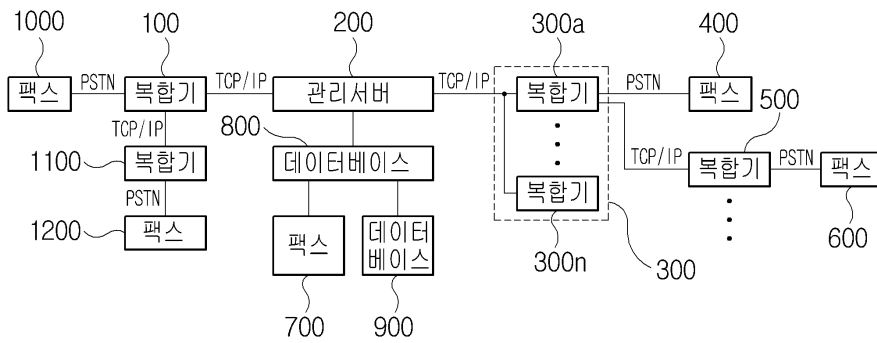 1000
100
200
300a
400
팩스
PSTN
복합기
TCP/IP
관리서버
TCP/IP
복합기
PSTN
팩스
500
TCP/IP
800
1100
복합기
데이터베이스
TCP/IP
복합기
PSTN
팩스
PSTN
복합기
1200
팩스
팩스
데이터
베이스
600
300n
300
700
900